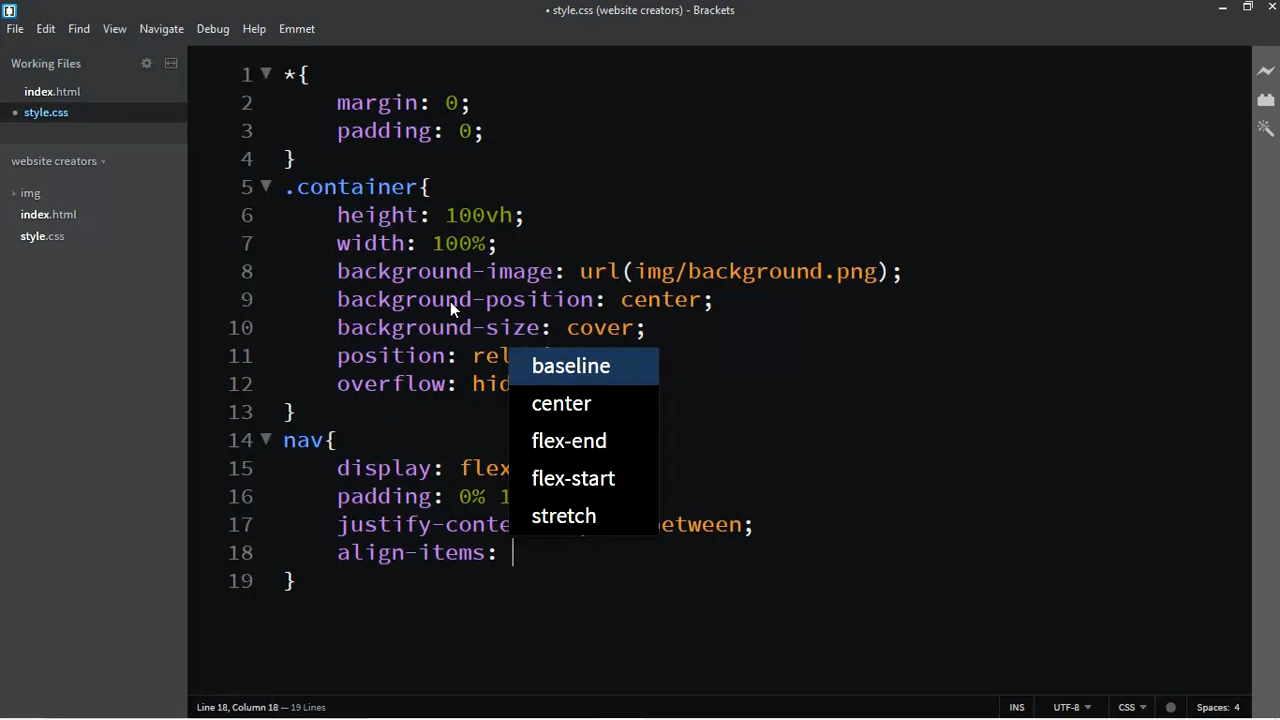 • style.css (website creators) - Brackets
File Edit Find View Navigate Debug Help Emmet
Working Files
index.html
• style.css
website creators
img
index.html
style.css
1 *{
2 margin: 0;
3 padding: 0;
4 }
5 .container{
6 height: 100vh;
7 width: 100%;
8 background-image: url(img/background.png);
9 background-position: center;
10 background-size: cover;
11 position: rel
12 overflow: hid
13 }
14 nav{
15 display: flex
16 padding: 0% 1
17 justify-conte etween;
18 align-items:
19 }
baseline
center
flex-end
flex-start
stretch
Line 18, Column 18 — 19 Lines
INS UTF-8 CSS Spaces: 4